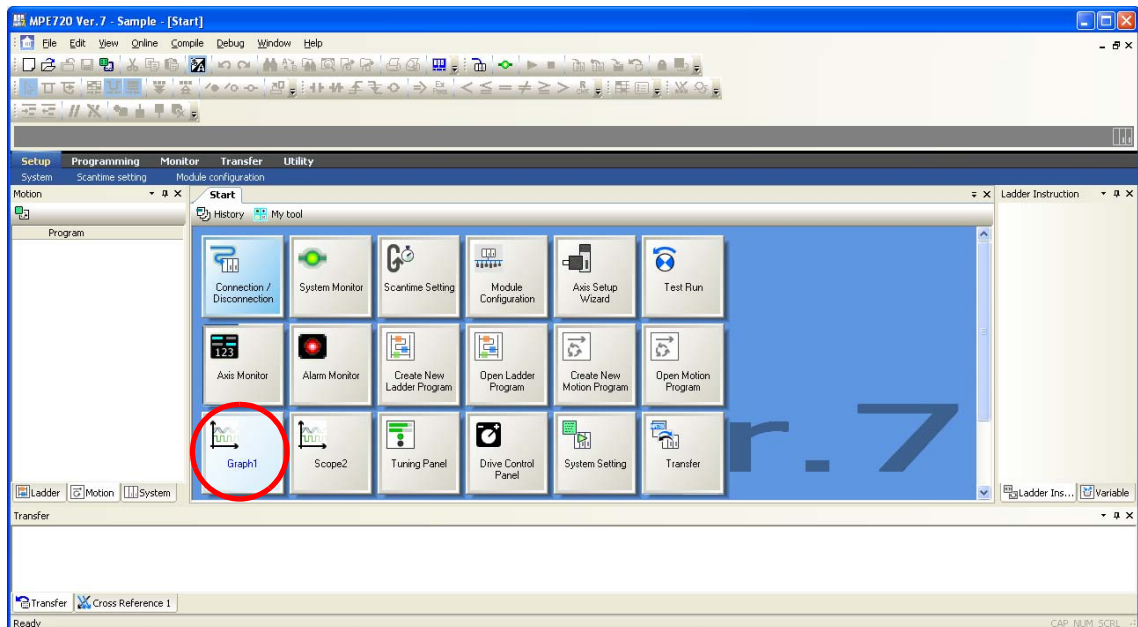 MPE720 Ver.7 - Sample - [Start]
File Edit View Online Compile Debug Window Help
Setup Programming Monitor Transfer Utility
System Scantime setting Module configuration
Motion
Program
Ladder Motion System
Start
History My tool
Connection / Disconnection
System Monitor
Scantime Setting
Module Configuration
Axis Setup Wizard
Test Run
123
Axis Monitor
Alarm Monitor
Create New Ladder Program
Open Ladder Program
Create New Motion Program
Open Motion Program
Graph1
Scope2
Tuning Panel
Drive Control Panel
System Setting
Transfer
r.7
Ladder Instruction
Ladder Ins... Variable
Transfer
Transfer Cross Reference 1
Ready
CAP NUM SCRL